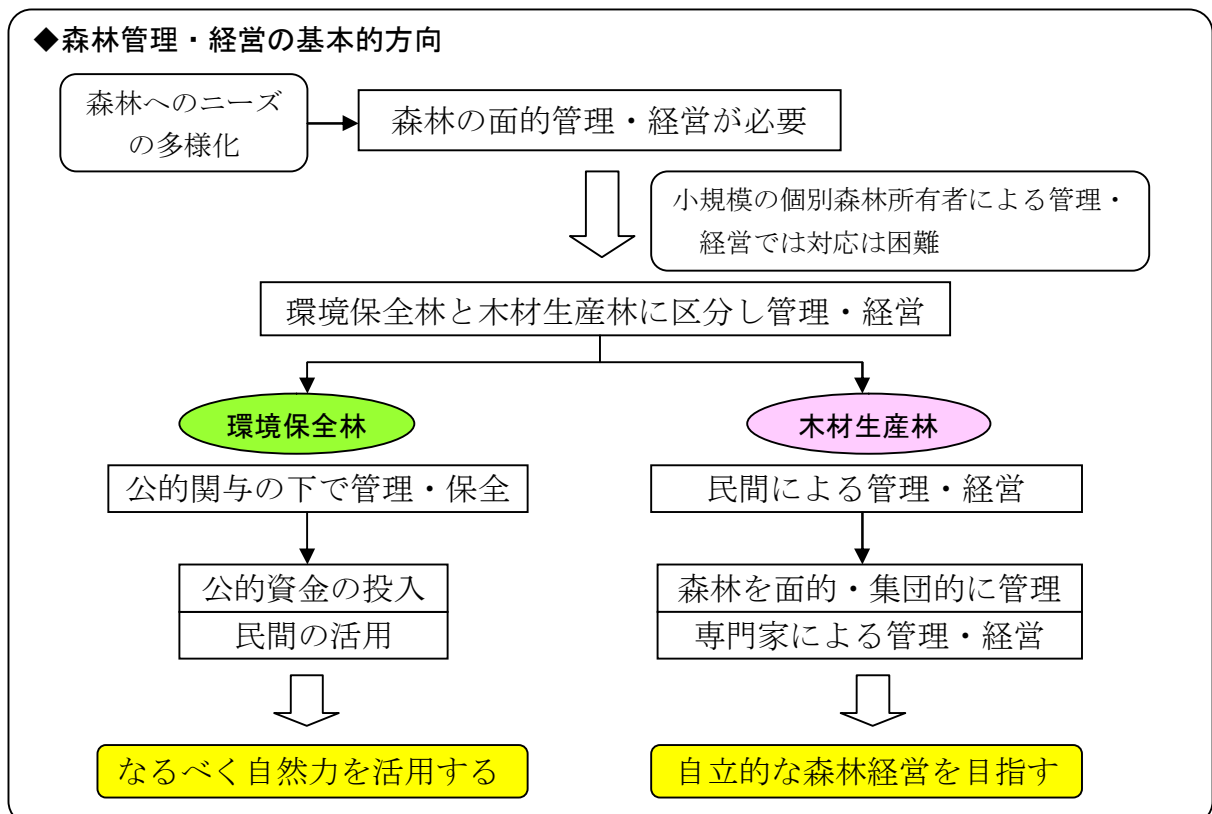 ◆森林管理・経営の基本的方向
森林へのニーズ
の多様化
森林の面的管理・経営が必要
小規模の個別森林所有者による管理・
経営では対応は困難
環境保全林と木材生産林に区分し管理・経営
環境保全林
木材生産林
公的関与の下で管理・保全
民間による管理・経営
公的資金の投入
民間の活用
森林を面的・集団的に管理
専門家による管理・経営
なるべく自然力を活用する
自立的な森林経営を目指す